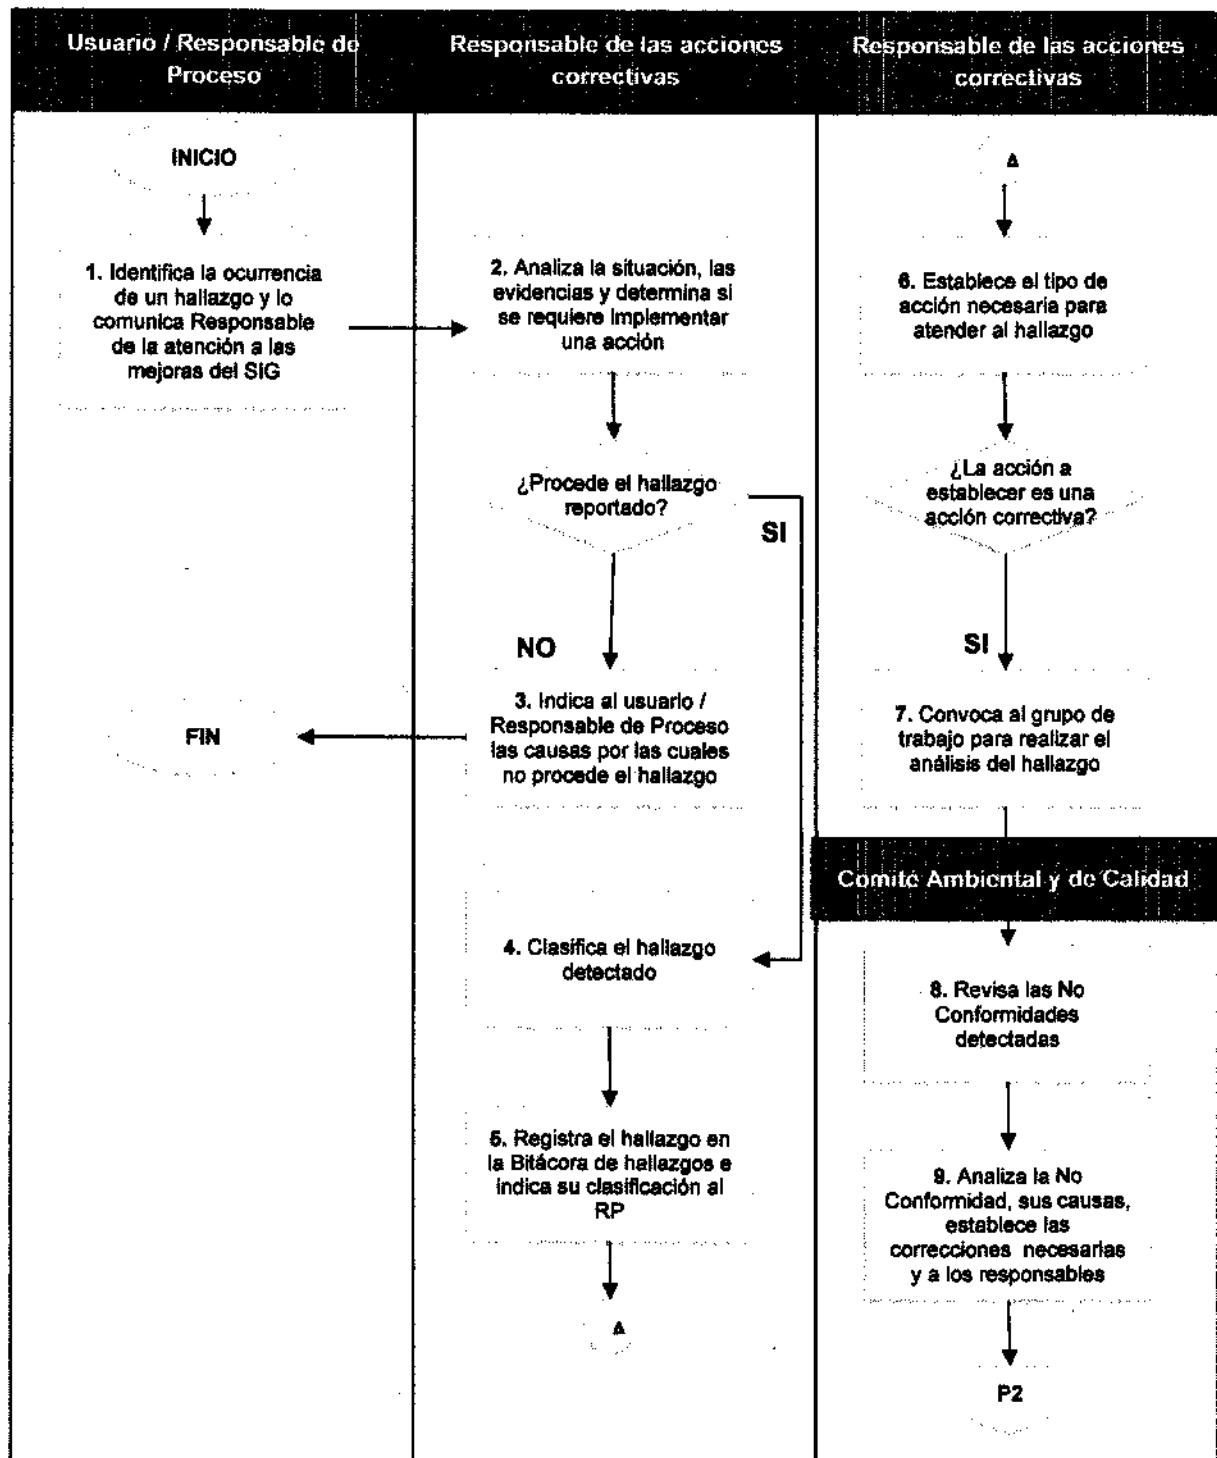 Usuario / Responsable de
Proceso
Responsable de las acciones
correctivas
Responsable de las acciones
correctivas
INICIO
1. Identifica la ocurrencia
de un hallazgo y lo
comunica Responsable
de la atención a las
mejoras del SIG
2. Analiza la situación, las
evidencias y determina si
se requiere implementar
una acción
¿Procede el hallazgo
reportado?
SI
NO
3. Indica al usuario /
Responsable de Proceso
las causas por las cuales
no procede el hallazgo
FIN
4. Clasifica el hallazgo
detectado
5. Registra el hallazgo en
la Bitácora de hallazgos e
indica su clasificación al
RP
A
A
6. Establece el tipo de
acción necesaria para
atender al hallazgo
¿La acción a
establecer es una
acción correctiva?
SI
7. Convoca al grupo de
trabajo para realizar el
análisis del hallazgo
Comité Ambiental y de Calidad
8. Revisa las No
Conformidades
detectadas
9. Analiza la No
Conformidad, sus causas,
establece las
correcciones necesarias
y a los responsables
P2